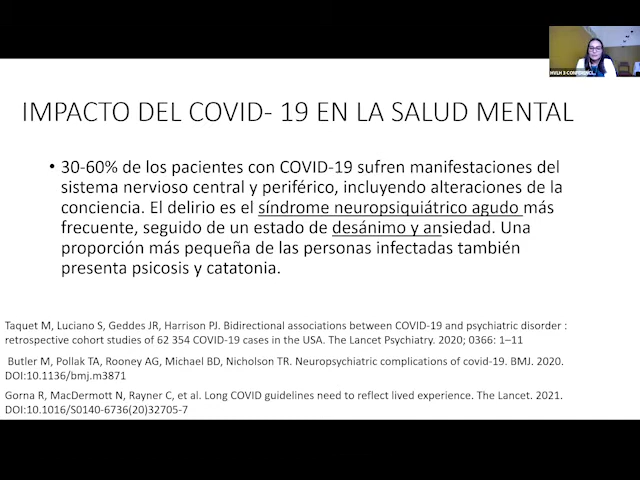 HVLH 3-CONFERENCI...
IMPACTO DEL COVID- 19 EN LA SALUD MENTAL
• 30-60% de los pacientes con COVID-19 sufren manifestaciones del
sistema nervioso central y periférico, incluyendo alteraciones de la
conciencia. El delirio es el síndrome neuropsiquiátrico agudo más
frecuente, seguido de un estado de desánimo y ansiedad. Una
proporción más pequeña de las personas infectadas también
presenta psicosis y catatonia.
Taquet M, Luciano S, Geddes JR, Harrison PJ. Bidirectional associations between COVID-19 and psychiatric disorder :
retrospective cohort studies of 62 354 COVID-19 cases in the USA. The Lancet Psychiatry. 2020; 0366: 1–11
Butler M, Pollak TA, Rooney AG, Michael BD, Nicholson TR. Neuropsychiatric complications of covid-19. BMJ. 2020.
DOI:10.1136/bmj.m3871
Gorna R, MacDermott N, Rayner C, et al. Long COVID guidelines need to reflect lived experience. The Lancet. 2021.
DOI:10.1016/S0140-6736(20)32705-7